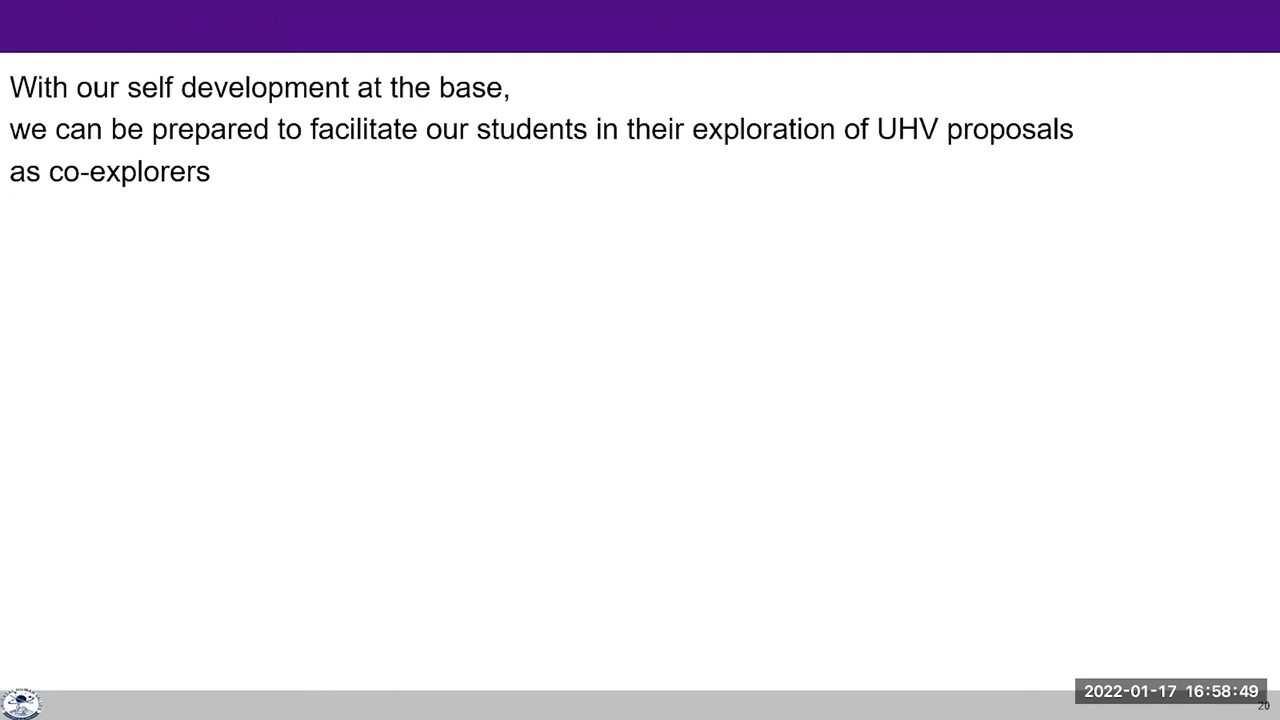 With our self development at the base,
we can be prepared to facilitate our students in their exploration of UHV proposals
as co-explorers
2022-01-17 16:58:49
20